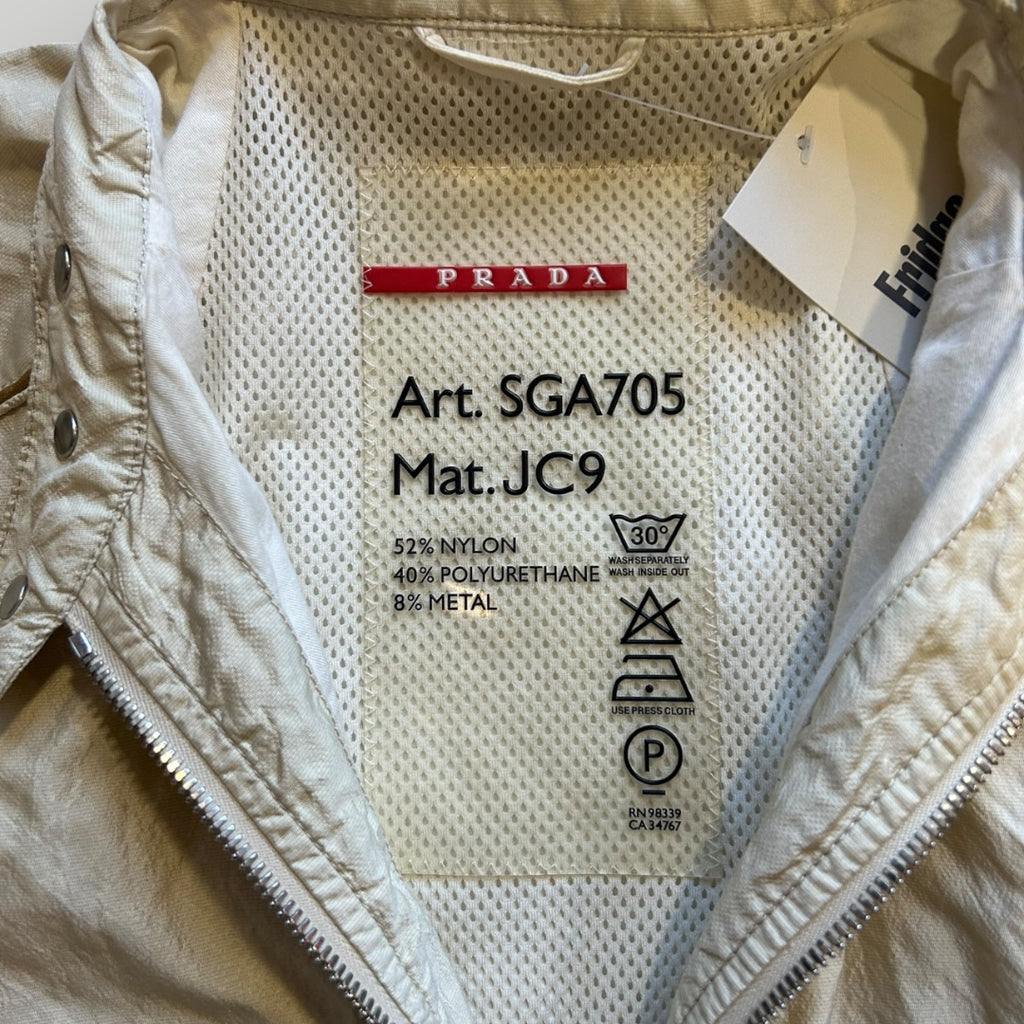 PRADA
Art. SGA705
Mat. JC9
52% NYLON
40% POLYURETHANE
8% METAL
30°
WASH SEPARATELY
WASH INSIDE OUT
USE PRESS CLOTH
P
RN 98339
CA 34767
Fridge